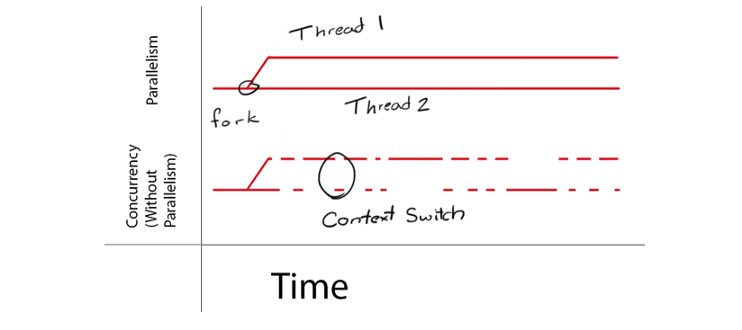 Thread 1
Parallelism
Thread 2
fork
Concurrency
(Without
Parallelism)
Context Switch
Time